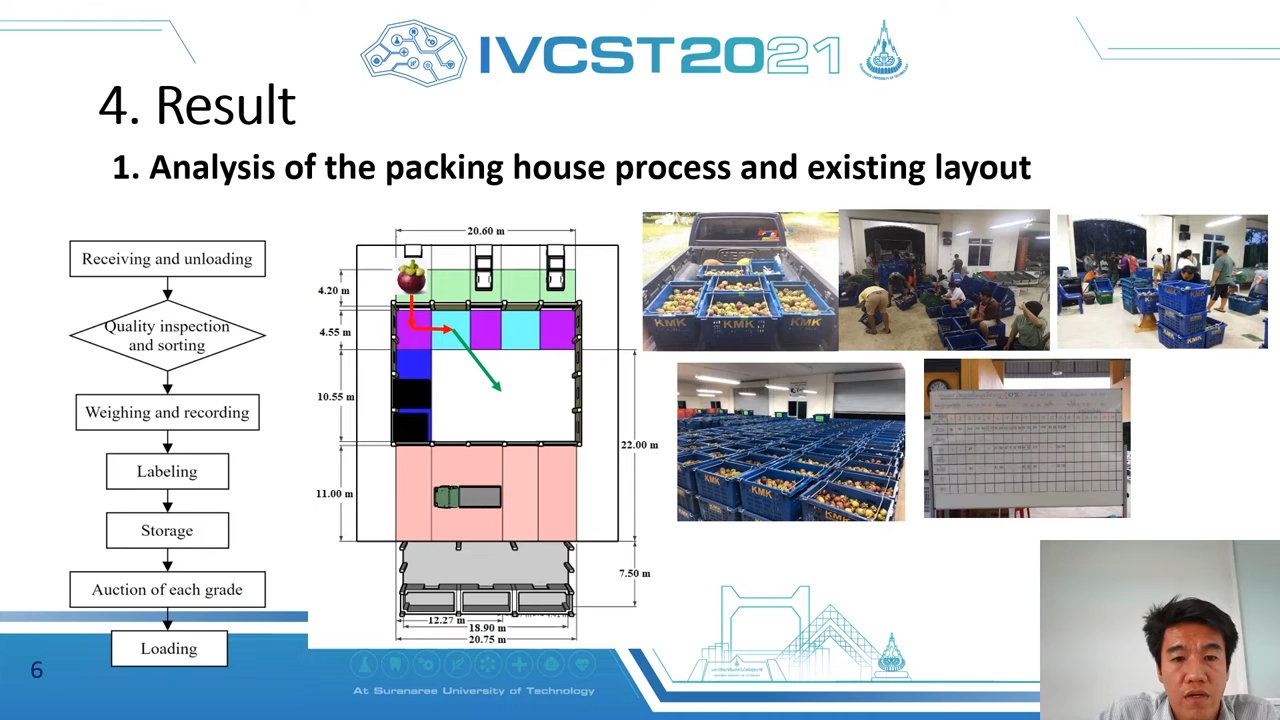 IVCST2021
4. Result
1. Analysis of the packing house process and existing layout
Receiving and unloading
Quality inspection
and sorting
Weighing and recording
Labeling
Storage
Auction of each grade
Loading
20.60 m
4.20 m
4.55 m
10.55 m
22.00 m
11.00 m
7.50 m
12.27 m
18.90 m
20.75 m
KMK
KMK
KMK
KMK
KMK
KMK
6
At Suranaree University of Technology